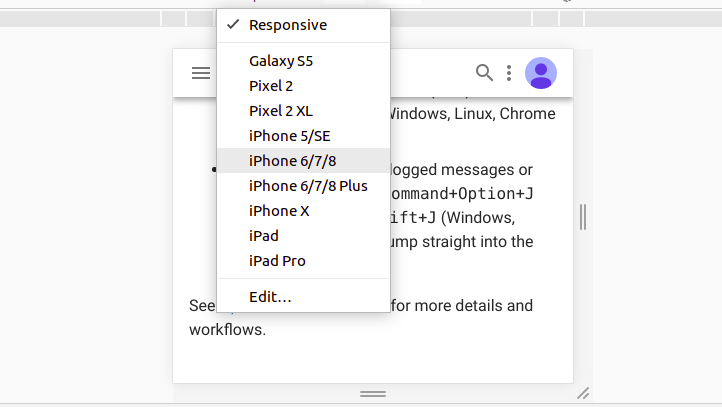 Responsive
Galaxy S5
Pixel 2
Pixel 2 XL
iPhone 5/SE
iPhone 6/7/8
iPhone 6/7/8 Plus
iPhone X
iPad
iPad Pro
Edit…
Windows, Linux, Chrome
logged messages or
ommand+Option+J
ift+J (Windows,
ump straight into the
See
for more details and
workflows.